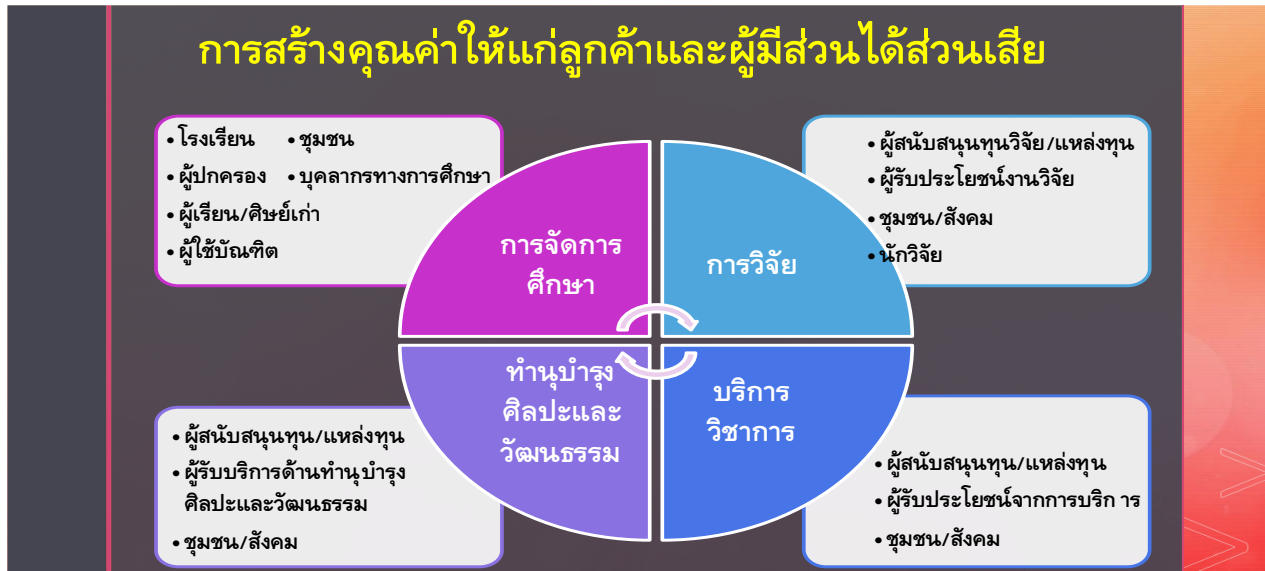 การสร้างคุณค่าให้แก่ลูกค้าและผู้มีส่วนได้ส่วนเสีย
• โรงเรียน • ชุมชน
• ผู้ปกครอง • บุคลากรทางการศึกษา
• ผู้เรียน/ศิษย์เก่า
• ผู้ใช้บัณฑิต
การจัดการ
ศึกษา
• ผู้สนับสนุนทุนวิจัย/แหล่งทุน
• ผู้รับประโยชน์งานวิจัย
• ชุมชน/สังคม
• นักวิจัย
การวิจัย
ทำนุบำรุง
ศิลปะและ
วัฒนธรรม
• ผู้สนับสนุนทุน/แหล่งทุน
• ผู้รับบริการด้านทำนุบำรุง
ศิลปะและวัฒนธรรม
• ชุมชน/สังคม
บริการ
วิชาการ
• ผู้สนับสนุนทุน/แหล่งทุน
• ผู้รับประโยชน์จากการบริก าร
• ชุมชน/สังคม